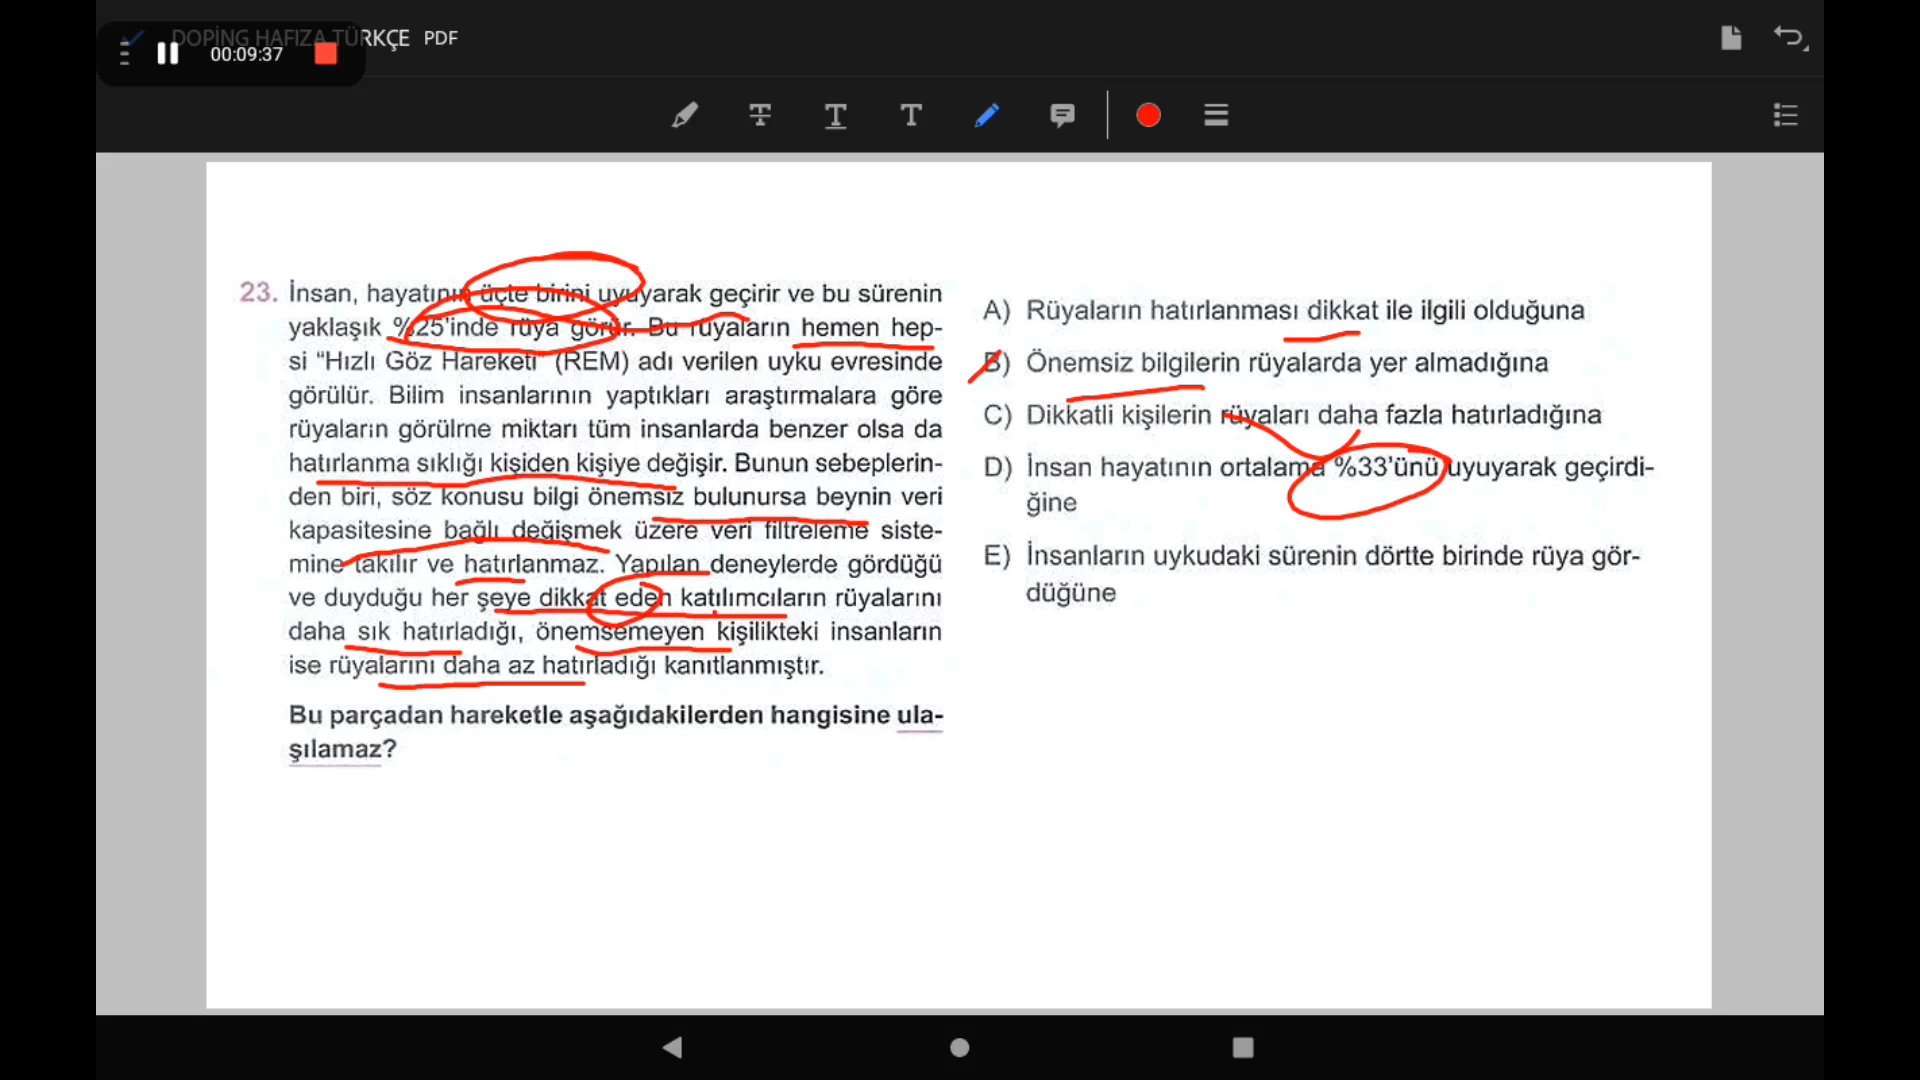 DOPİNG HAFIZA TÜRKÇE PDF
00:09:37
23. İnsan, hayatının üçte birini uyuyarak geçirir ve bu sürenin
yaklaşık %25'inde rüya görür. Bu rüyaların hemen hep-
si “Hızlı Göz Hareketi” (REM) adı verilen uyku evresinde
görülür. Bilim insanlarının yaptıkları araştırmalara göre
rüyaların görülme miktarı tüm insanlarda benzer olsa da
hatırlanma sıklığı kişiden kişiye değişir. Bunun sebeplerin-
den biri, söz konusu bilgi önemsiz bulunursa beynin veri
kapasitesine bağlı değişmek üzere veri filtreleme siste-
mine takılır ve hatırlanmaz. Yapılan deneylerde gördüğü
ve duyduğu her şeye dikkat eden katılımcıların rüyalarını
daha sık hatırladığı, önemsemeyen kişilikteki insanların
ise rüyalarını daha az hatırladığı kanıtlanmıştır.
Bu parçadan hareketle aşağıdakilerden hangisine ula-
şılamaz?
A) Rüyaların hatırlanması dikkat ile ilgili olduğuna
B) Önemsiz bilgilerin rüyalarda yer almadığına
C) Dikkatli kişilerin rüyaları daha fazla hatırladığına
D) İnsan hayatının ortalama %33'ünü uyuyarak geçirdi-
ğine
E) İnsanların uykudaki sürenin dörtte birinde rüya gör-
düğüne